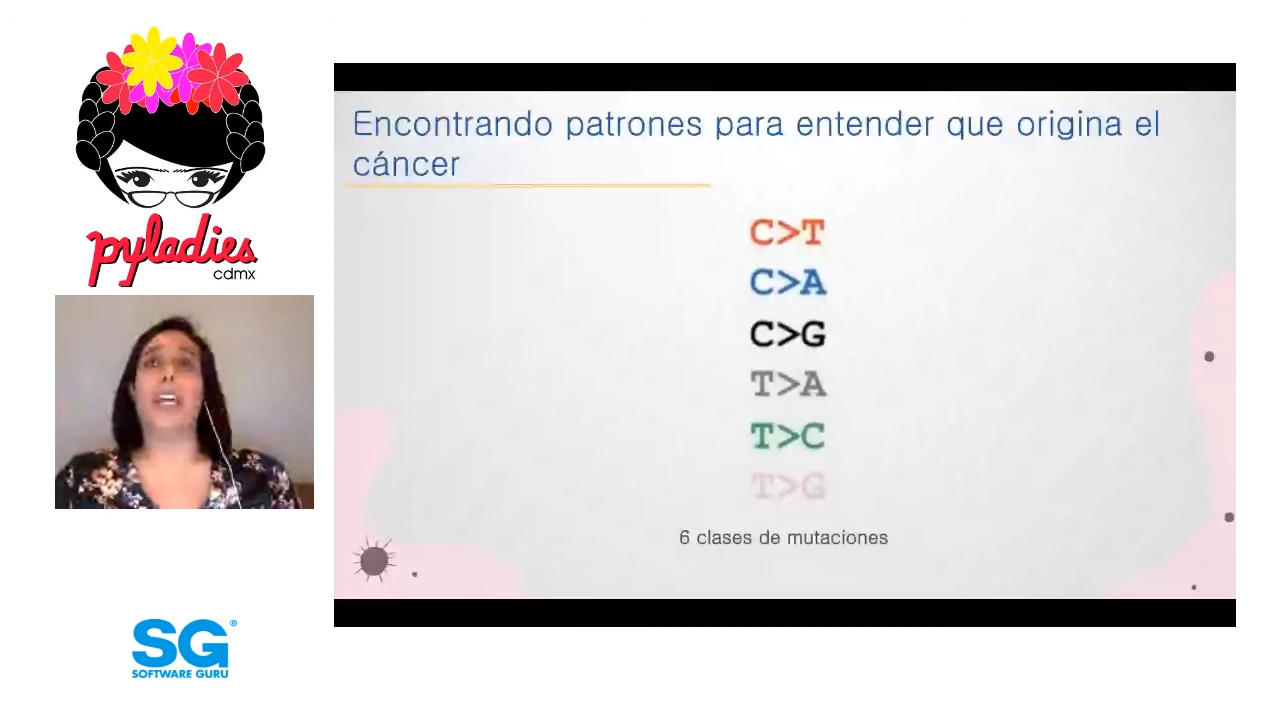 pyladies
cdmx
SG®
SOFTWARE GURU
Encontrando patrones para entender que origina el
cáncer
C>T
C>A
C>G
T>A
T>C
T>G
6 clases de mutaciones